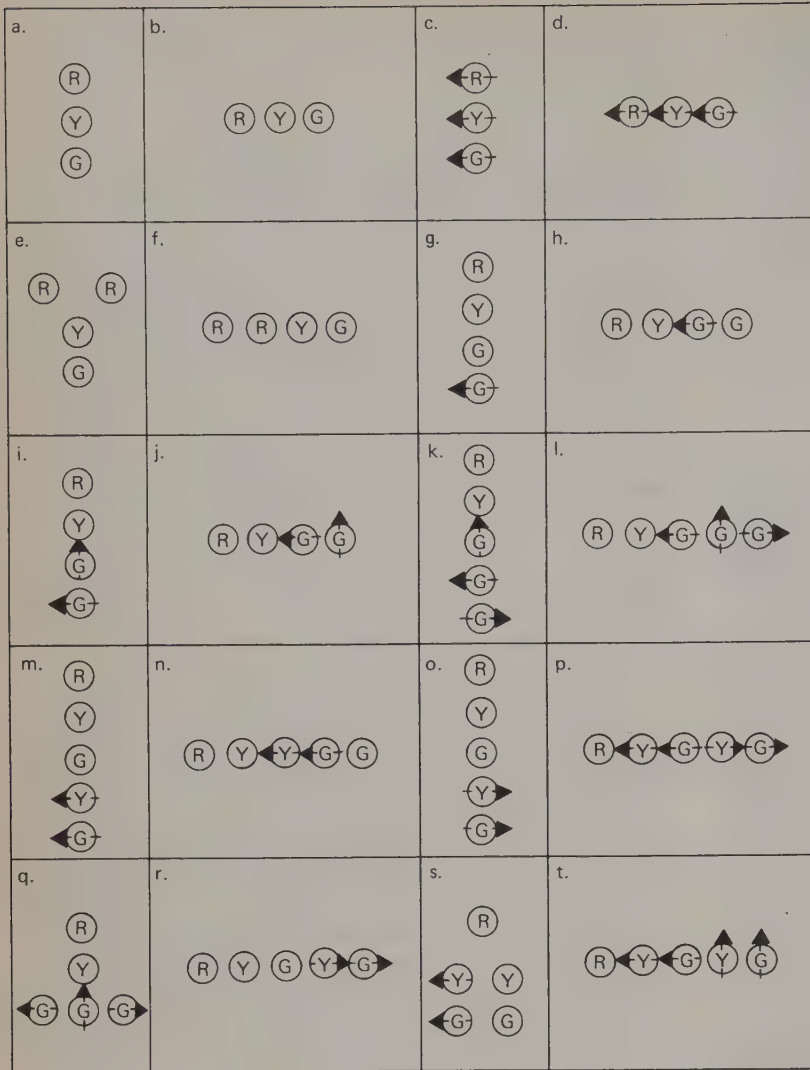 a.
R
Y
G
b.
R Y G
c.
R
Y
G
d.
R Y G
e.
R R
Y
G
f.
R R Y G
g.
R
Y
G
G
h.
R Y G G
i.
R
Y
G
G
j.
R Y G G
k.
R
Y
G
G
G
l.
R Y G G G
m.
R
Y
G
Y
G
n.
R Y Y G G
o.
R
Y
G
Y
G
p.
R Y G Y G
q.
R
Y
G G G
r.
R Y G Y G
s.
R
Y Y
G G
t.
R Y G Y G